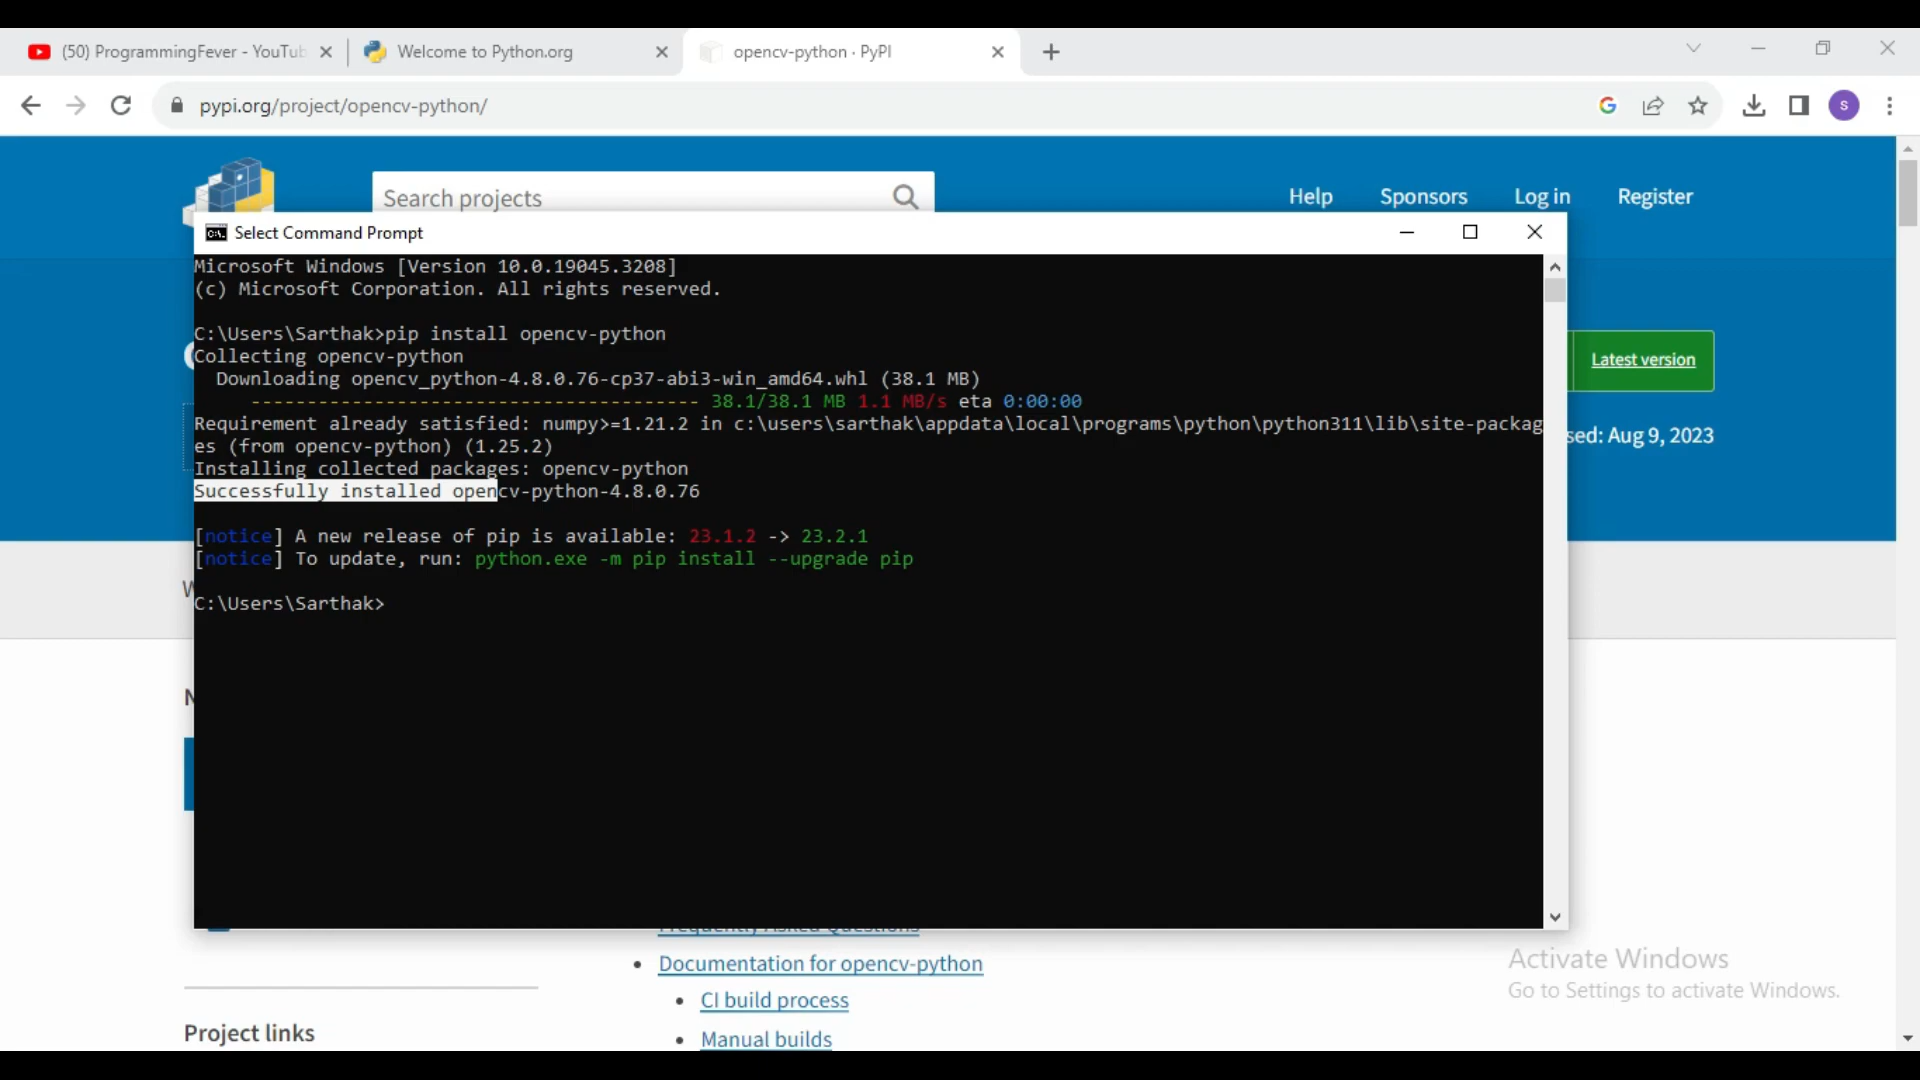 (50) ProgrammingFever - YouTub
Welcome to Python.org
opencv-python · PyPI
pypi.org/project/opencv-python/
S
Search projects
Help
Sponsors
Log in
Register
Select Command Prompt
Microsoft Windows [Version 10.0.19045.3208]
(c) Microsoft Corporation. All rights reserved.
C:\Users\Sarthak>pip install opencv-python
Collecting opencv-python
Downloading opencv_python-4.8.0.76-cp37-abi3-win_amd64.whl (38.1 MB)
---------------------------------------- 38.1/38.1 MB 1.1 MB/s eta 0:00:00
Requirement already satisfied: numpy>=1.21.2 in c:\users\sarthak\appdata\local\programs\python\python311\lib\site-packag
es (from opencv-python) (1.25.2)
Installing collected packages: opencv-python
Successfully installed opencv-python-4.8.0.76
[notice] A new release of pip is available: 23.1.2 -> 23.2.1
[notice] To update, run: python.exe -m pip install --upgrade pip
C:\Users\Sarthak>
Latest version
sed: Aug 9, 2023
Frequently Asked Questions
Documentation for opencv-python
CI build process
Manual builds
Project links
Activate Windows
Go to Settings to activate Windows.